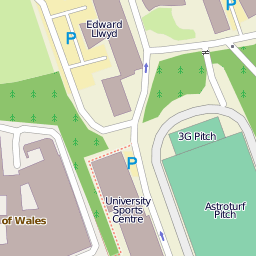 P
Edward
Llwyd
P
3G Pitch
P
University
Sports
Centre
Astroturf
Pitch
of Wales